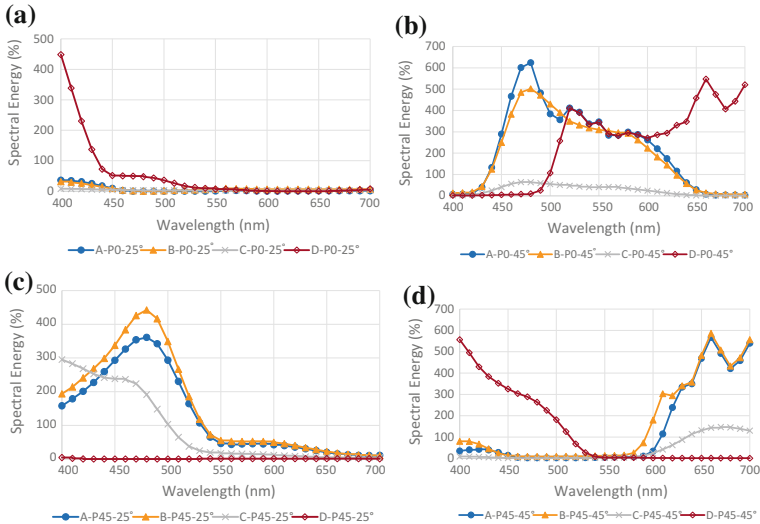 (a)
500
400
300
200
100
0
Spectral Energy (%)
400 450 500 550 600 650 700
Wavelength (nm)
A-P0-25° B-P0-25° C-P0-25° D-P0-25°
(b)
700
600
500
400
300
200
100
0
Spectral Energy (%)
400 450 500 550 600 650 700
Wavelength (nm)
A-P0-45° B-P0-45° C-P0-45° D-P0-45°
(c)
500
400
300
200
100
0
Spectral Energy (%)
400 450 500 550 600 650 700
Wavelength (nm)
A-P45-25° B-P45-25° C-P45-25° D-P45-25°
(d)
700
600
500
400
300
200
100
0
Spectral Energy (%)
400 450 500 550 600 650 700
Wavelength (nm)
A-P45-45° B-P45-45° C-P45-45° D-P45-45°